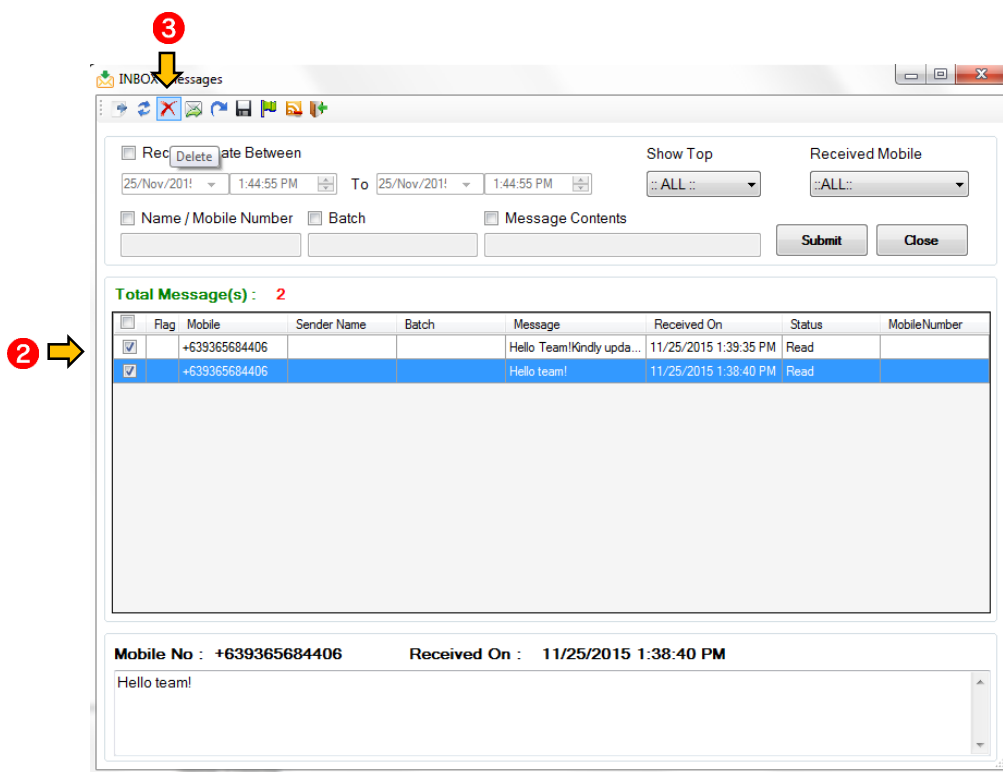 3
INBOX Messages
Delete
Rec ate Between
Show Top
Received Mobile
25/Nov/201! 1:44:55 PM To 25/Nov/201! 1:44:55 PM
:: ALL ::
::ALL::
Name / Mobile Number Batch Message Contents
Submit Close
Total Message(s) : 2
Flag Mobile Sender Name Batch Message Received On Status MobileNumber
2
+639365684406 Hello Team!Kindly upda... 11/25/2015 1:39:35 PM Read
+639365684406 Hello team! 11/25/2015 1:38:40 PM Read
Mobile No : +639365684406 Received On : 11/25/2015 1:38:40 PM
Hello team!